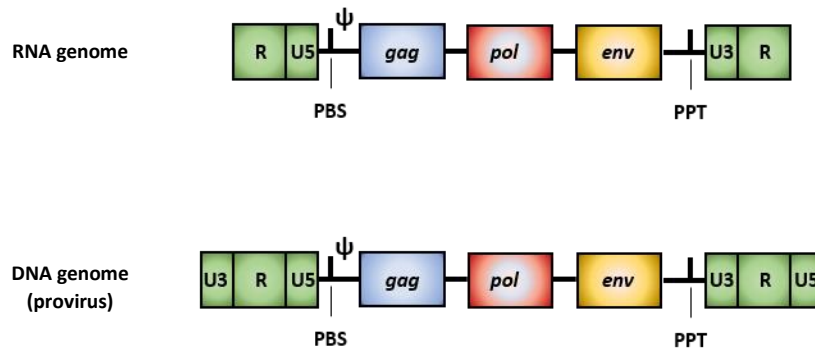 ψ
RNA genome R U5 gag pol env U3 R
PBS PPT
ψ
DNA genome U3 R U5 gag pol env U3 R U5
(provirus)
PBS PPT